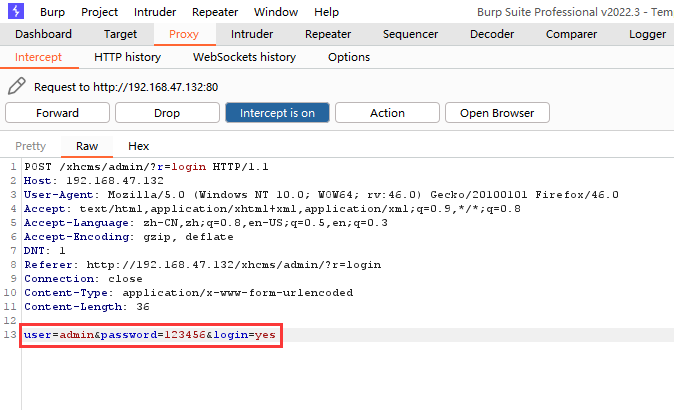 Burp Project Intruder Repeater Window Help Burp Suite Professional v2022.3 - Tem
Dashboard Target Proxy Intruder Repeater Sequencer Decoder Comparer Logger
Intercept HTTP history WebSockets history Options
Request to http://192.168.47.132:80
Forward Drop Intercept is on Action Open Browser
Pretty Raw Hex
1 POST /xhcms/admin/?r=login HTTP/1.1
2 Host: 192.168.47.132
3 User-Agent: Mozilla/5.0 (Windows NT 10.0; WOW64; rv:46.0) Gecko/20100101 Firefox/46.0
4 Accept: text/html,application/xhtml+xml,application/xml;q=0.9,*/*;q=0.8
5 Accept-Language: zh-CN,zh;q=0.8,en-US;q=0.5,en;q=0.3
6 Accept-Encoding: gzip, deflate
7 DNT: 1
8 Referer: http://192.168.47.132/xhcms/admin/?r=login
9 Connection: close
10 Content-Type: application/x-www-form-urlencoded
11 Content-Length: 36
12
13 user=admin&password=123456&login=yes